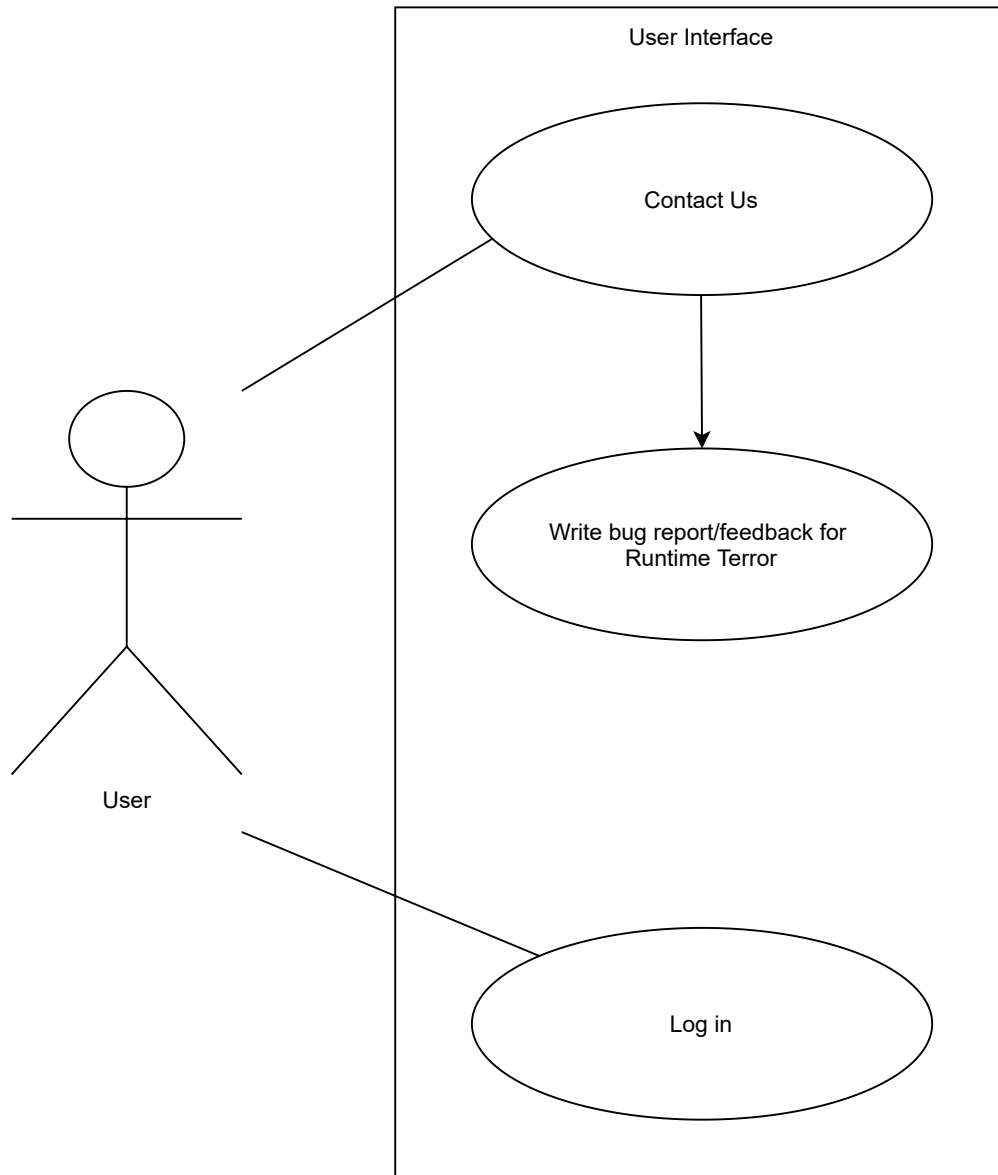 User Interface
Contact Us
Write bug report/feedback for
Runtime Terror
User
Log in